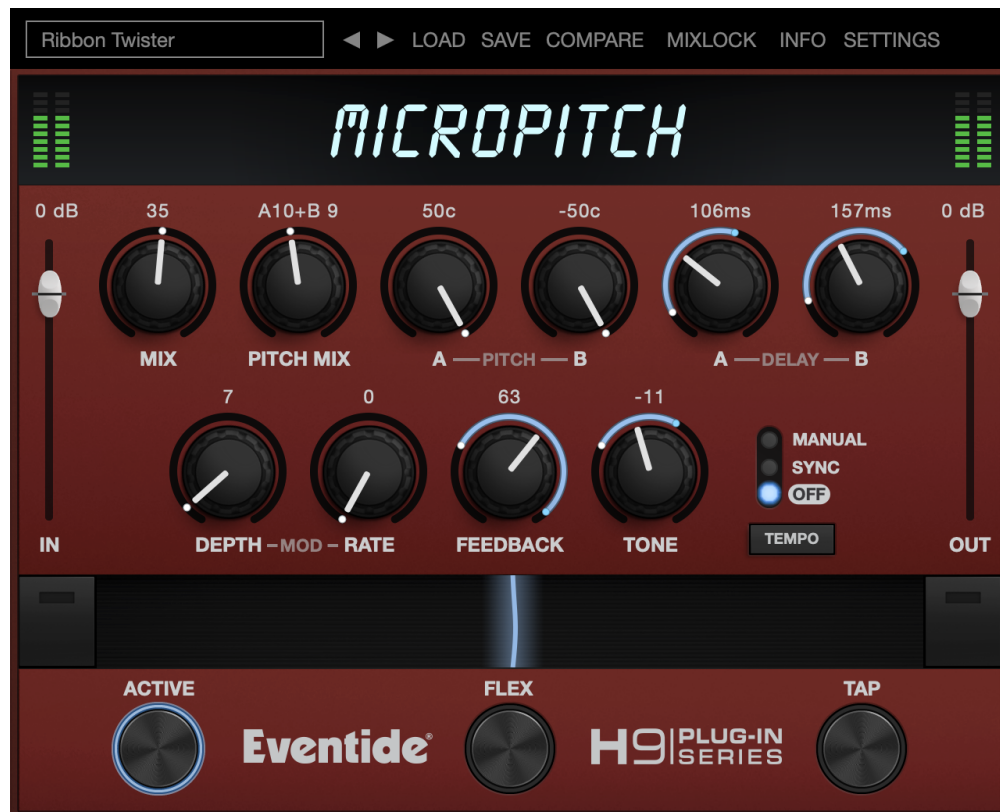 Ribbon Twister ◀ ▶ LOAD SAVE COMPARE MIXLOCK INFO SETTINGS
MICROPITCH
0 dB 35 A10+B 9 50c -50c 106ms 157ms 0 dB
MIX PITCH MIX A PITCH B A DELAY B
7 0 63 -11
MANUAL
SYNC
OFF
TEMPO
IN DEPTH MOD RATE FEEDBACK TONE OUT
ACTIVE FLEX TAP
Eventide® H9 PLUG-IN
SERIES